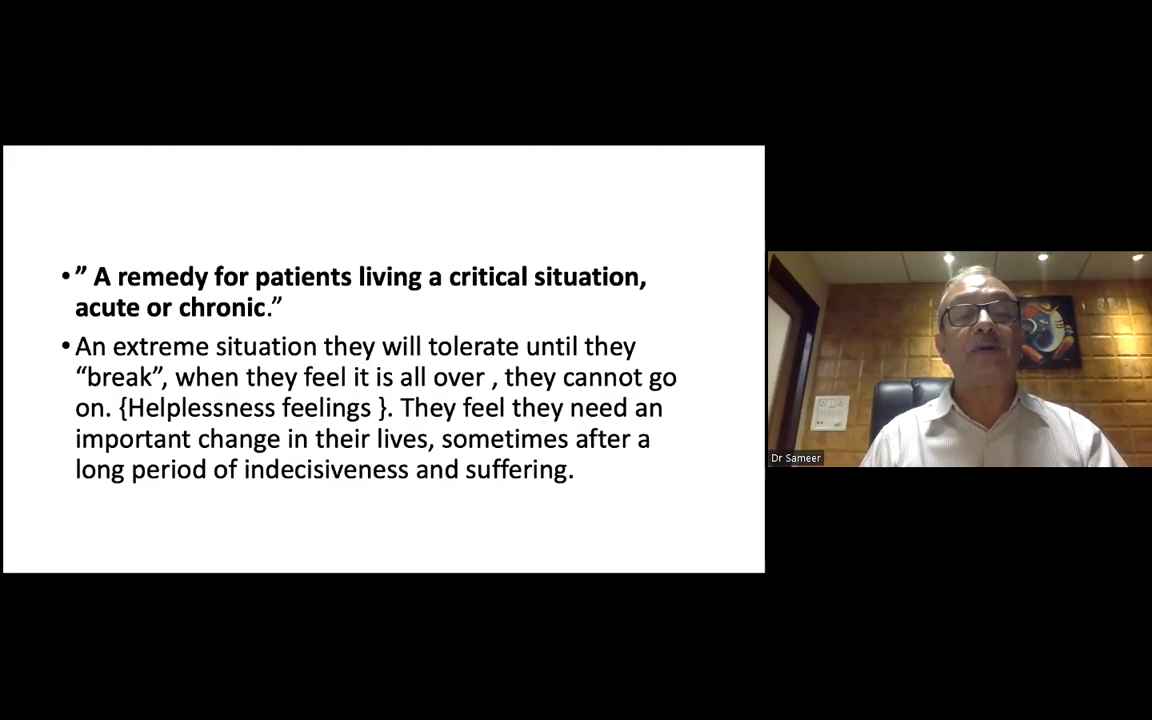 • ” A remedy for patients living a critical situation,
acute or chronic.”
• An extreme situation they will tolerate until they
“break”, when they feel it is all over , they cannot go
on. {Helplessness feelings }. They feel they need an
important change in their lives, sometimes after a
long period of indecisiveness and suffering.
Dr Sameer